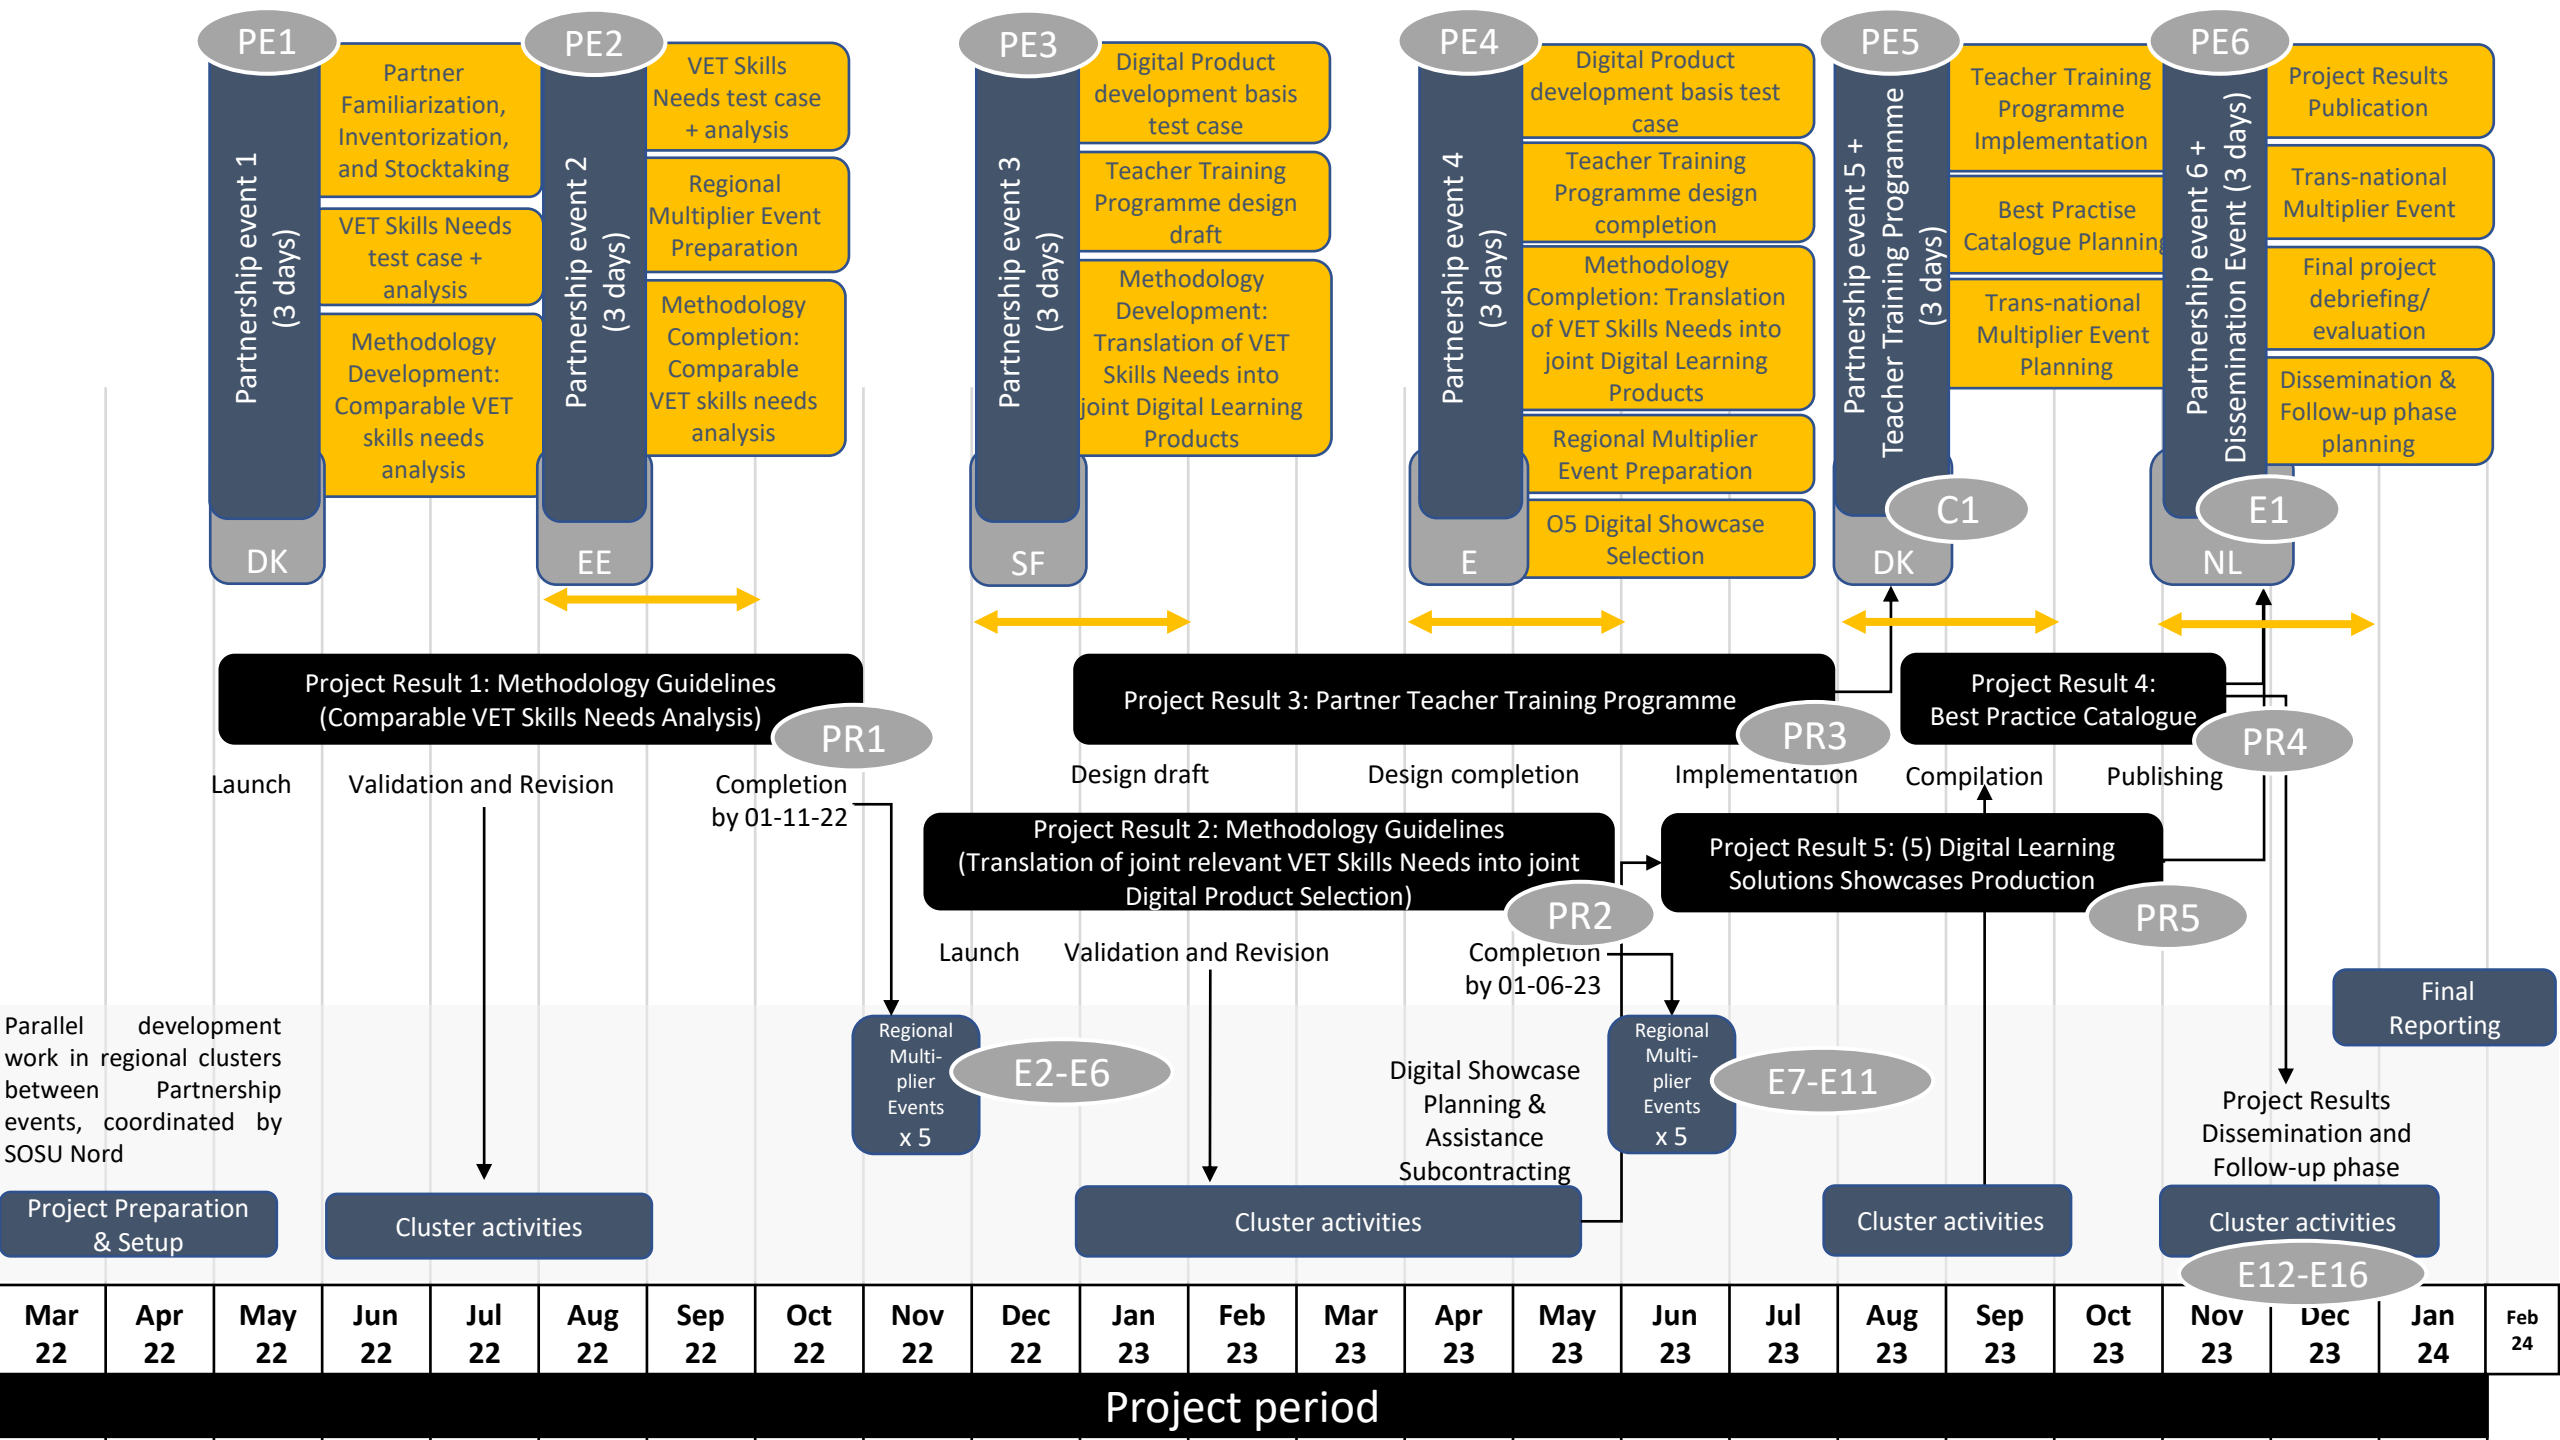 PE1
Partnership event 1
(3 days)
DK
Partner
Familiarization,
Inventorization,
and Stocktaking
VET Skills Needs
test case +
analysis
Methodology
Development:
Comparable VET
skills needs
analysis
PE2
Partnership event 2
(3 days)
EE
VET Skills
Needs test case
+ analysis
Regional
Multiplier Event
Preparation
Methodology
Completion:
Comparable
VET skills needs
analysis
PE3
Partnership event 3
(3 days)
SF
Digital Product
development basis
test case
Teacher Training
Programme design
draft
Methodology
Development:
Translation of VET
Skills Needs into
joint Digital Learning
Products
PE4
Partnership event 4
(3 days)
E
Digital Product
development basis test
case
Teacher Training
Programme design
completion
Methodology
Completion: Translation
of VET Skills Needs into
joint Digital Learning
Products
Regional Multiplier
Event Preparation
O5 Digital Showcase
Selection
PE5
Partnership event 5 +
Teacher Training Programme
(3 days)
C1
DK
Teacher Training
Programme
Implementation
Best Practise
Catalogue Planning
Trans-national
Multiplier Event
Planning
PE6
Partnership event 6 +
Dissemination Event (3 days)
E1
NL
Project Results
Publication
Trans-national
Multiplier Event
Final project
debriefing/
evaluation
Dissemination &
Follow-up phase
planning
Project Result 1: Methodology Guidelines
(Comparable VET Skills Needs Analysis)
PR1
Launch
Validation and Revision
Completion
by 01-11-22
Project Result 3: Partner Teacher Training Programme
PR3
Design draft
Design completion
Implementation
Project Result 4:
Best Practice Catalogue
PR4
Compilation
Publishing
Project Result 2: Methodology Guidelines
(Translation of joint relevant VET Skills Needs into joint
Digital Product Selection)
PR2
Launch
Validation and Revision
Completion
by 01-06-23
Project Result 5: (5) Digital Learning
Solutions Showcases Production
PR5
Final
Reporting
Parallel development
work in regional clusters
between Partnership
events, coordinated by
SOSU Nord
Regional
Multi-
plier
Events
x 5
E2-E6
Digital Showcase
Planning &
Assistance
Subcontracting
Regional
Multi-
plier
Events
x 5
E7-E11
Project Results
Dissemination and
Follow-up phase
Project Preparation
& Setup
Cluster activities
Cluster activities
Cluster activities
Cluster activities
E12-E16
Mar
22
Apr
22
May
22
Jun
22
Jul
22
Aug
22
Sep
22
Oct
22
Nov
22
Dec
22
Jan
23
Feb
23
Mar
23
Apr
23
May
23
Jun
23
Jul
23
Aug
23
Sep
23
Oct
23
Nov
23
Dec
23
Jan
24
Feb
24
Project period